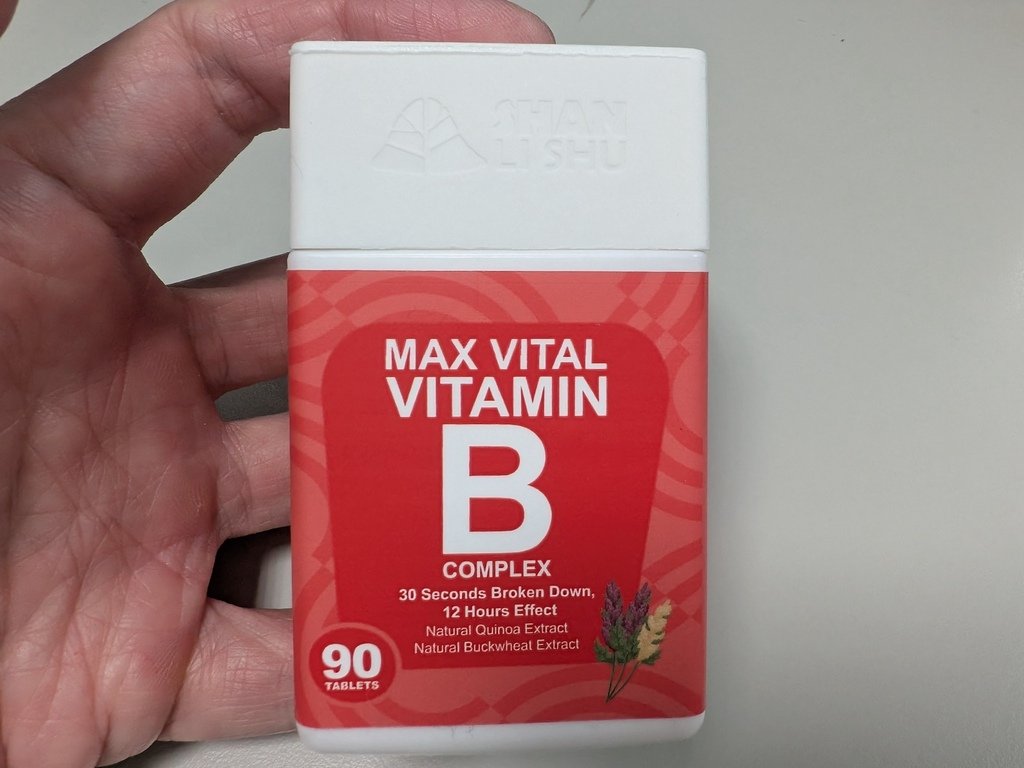 SHAN
LI SHU
MAX VITAL
VITAMIN
B
COMPLEX
30 Seconds Broken Down,
12 Hours Effect
Natural Quinoa Extract
Natural Buckwheat Extract
90
TABLETS